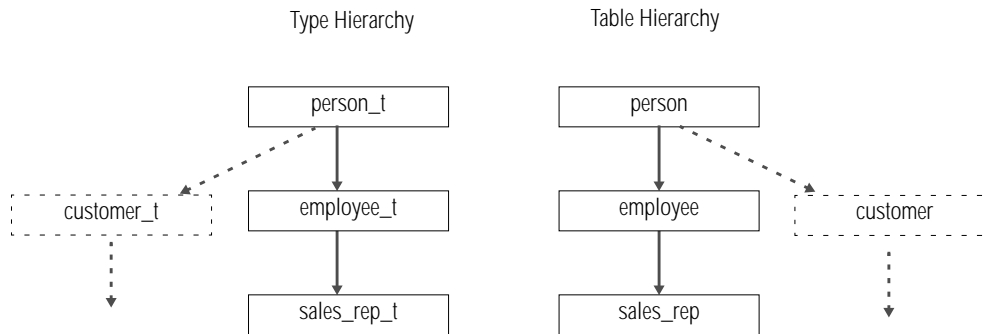 Type Hierarchy
Table Hierarchy
person_t
person
customer_t
employee_t
employee
customer
sales_rep_t
sales_rep